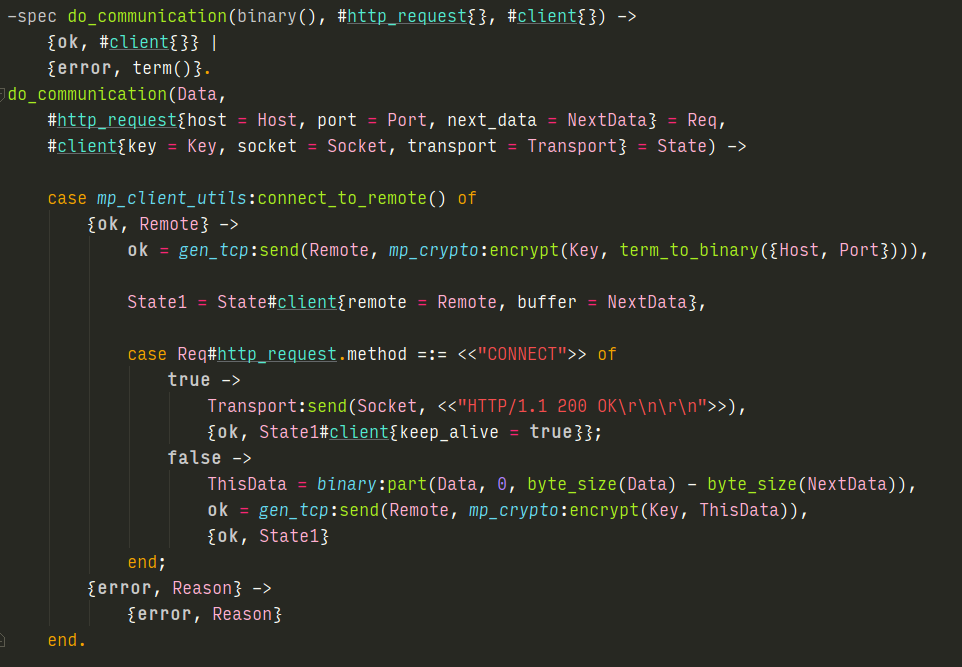 -spec do_communication(binary(), #http_request{}, #client{}) ->
    {ok, #client{}} |
    {error, term()}.
do_communication(Data,
    #http_request{host = Host, port = Port, next_data = NextData} = Req,
    #client{key = Key, socket = Socket, transport = Transport} = State) ->
    case mp_client_utils:connect_to_remote() of
        {ok, Remote} ->
            ok = gen_tcp:send(Remote, mp_crypto:encrypt(Key, term_to_binary({Host, Port}))),
            State1 = State#client{remote = Remote, buffer = NextData},
            case Req#http_request.method =:= <<"CONNECT">> of
                true ->
                    Transport:send(Socket, <<"HTTP/1.1 200 OK\r\n\r\n">>),
                    {ok, State1#client{keep_alive = true}};
                false ->
                    ThisData = binary:part(Data, 0, byte_size(Data) - byte_size(NextData)),
                    ok = gen_tcp:send(Remote, mp_crypto:encrypt(Key, ThisData)),
                    {ok, State1}
            end;
        {error, Reason} ->
            {error, Reason}
    end.